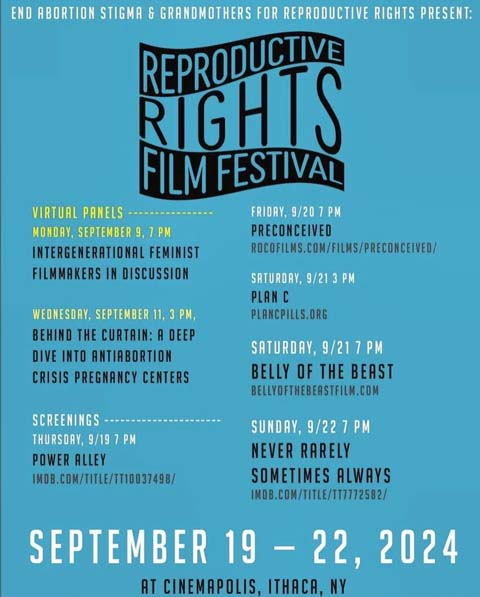 END ABORTION STIGMA & GRANDMOTHERS FOR REPRODUCTIVE RIGHTS PRESENT:
REPRODUCTIVE
RIGHTS
FILM FESTIVAL
VIRTUAL PANELS ----------------
MONDAY, SEPTEMBER 9, 7 PM
INTERGENERATIONAL FEMINIST
FILMMAKERS IN DISCUSSION
WEDNESDAY, SEPTEMBER 11, 3 PM,
BEHIND THE CURTAIN: A DEEP
DIVE INTO ANTIABORTION
CRISIS PREGNANCY CENTERS
SCREENINGS ----------------------
THURSDAY, 9/19 7 PM
POWER ALLEY
IMDB.COM/TITLE/TT10037498/
FRIDAY, 9/20 7 PM
PRECONCEIVED
ROCOFILMS.COM/FILMS/PRECONCEIVED/
SATURDAY, 9/21 3 PM
PLAN C
PLANCPILLS.ORG
SATURDAY, 9/21 7 PM
BELLY OF THE BEAST
BELLYOFTHEBEASTFILM.COM
SUNDAY, 9/22 7 PM
NEVER RARELY
SOMETIMES ALWAYS
IMDB.COM/TITLE/TT7772582/
SEPTEMBER 19 – 22, 2024
AT CINEMAPOLIS, ITHACA, NY